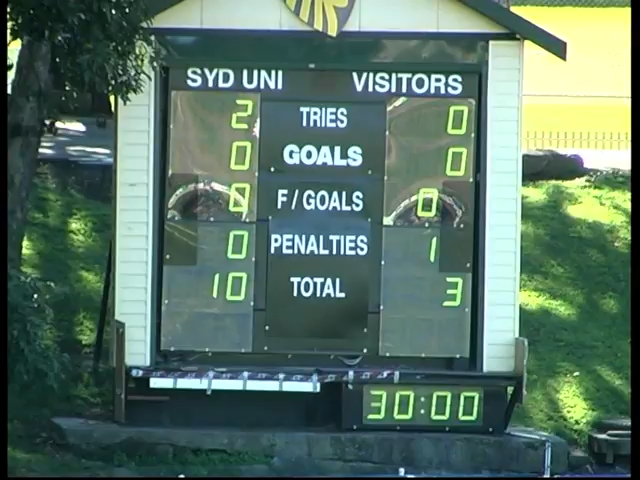 SYD UNI VISITORS
2 TRIES 0
0 GOALS 0
0 F/GOALS 0
0 PENALTIES 1
10 TOTAL 3
30:00